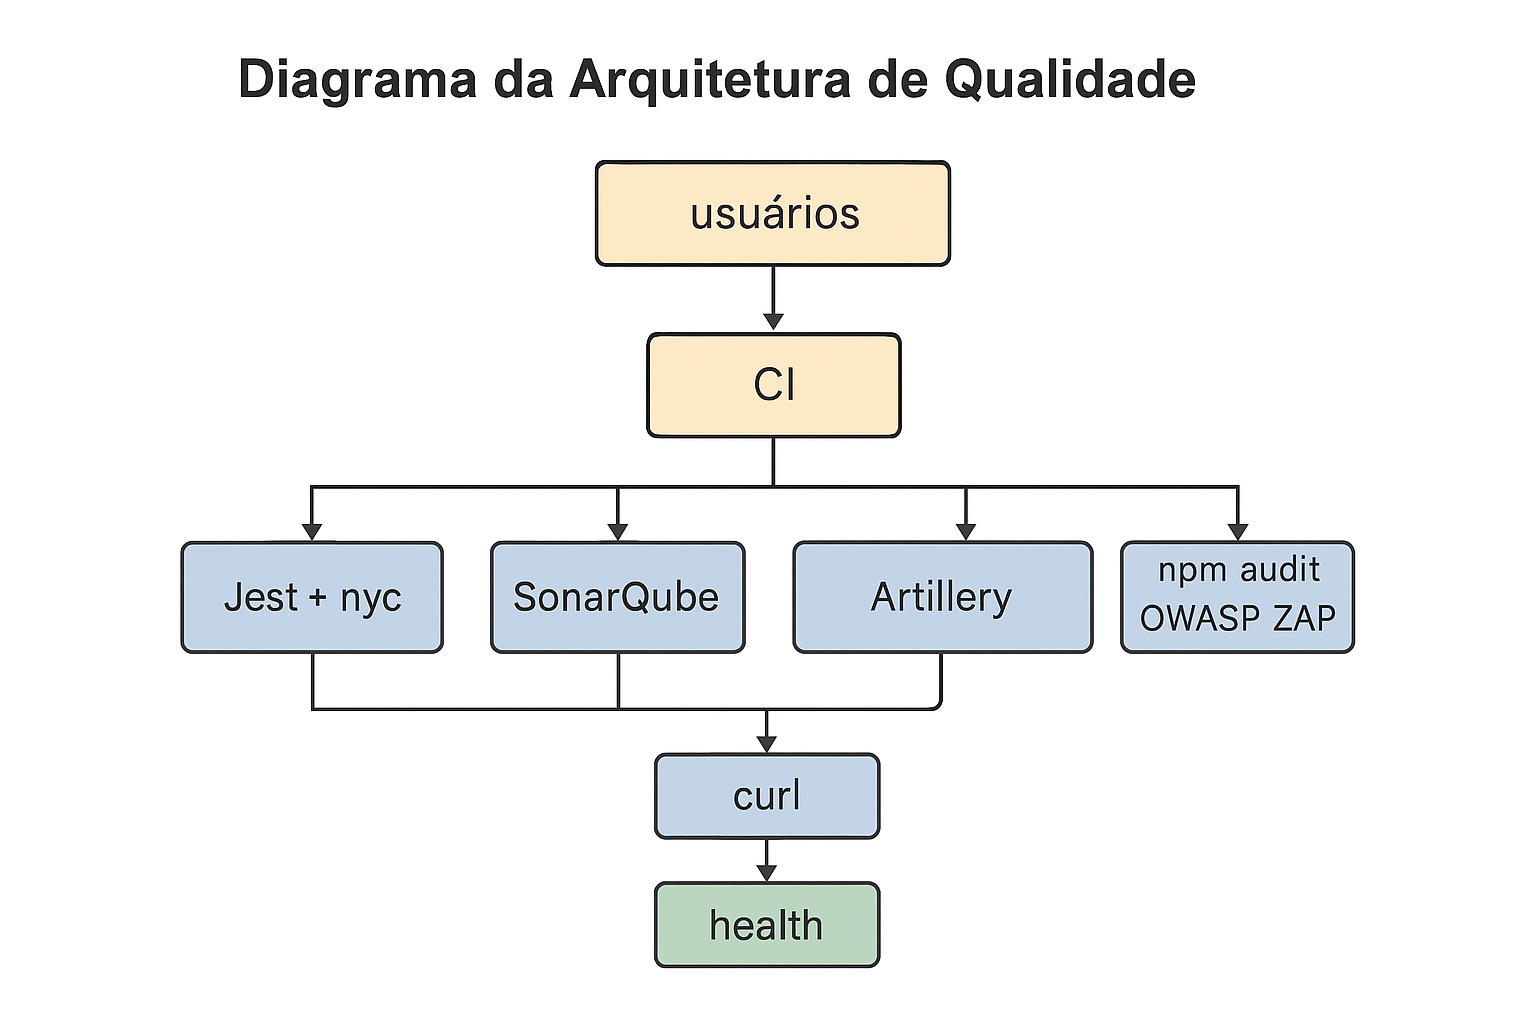 Diagrama da Arquitetura de Qualidade
usuários
CI
Jest + nyc
SonarQube
Artillery
npm audit
OWASP ZAP
curl
health